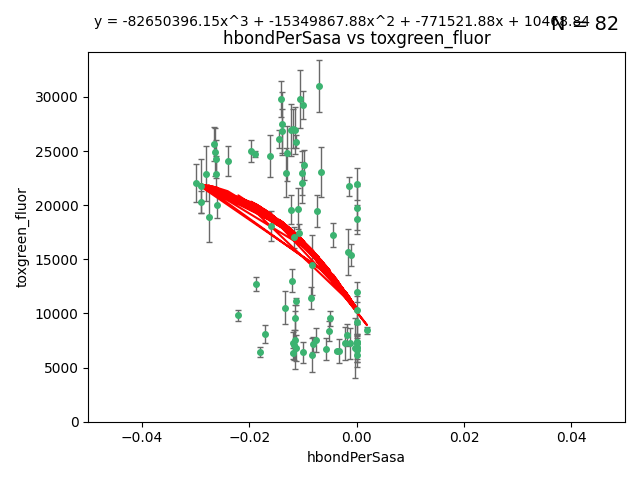 y = -82650396.15x^3 + -15349867.88x^2 + -771521.88x + 10468.84
N = 82
hbondPerSasa vs toxgreen_fluor
30000
25000
20000
15000
10000
5000
0
toxgreen_fluor
−0.04 −0.02 0.00 0.02 0.04
hbondPerSasa